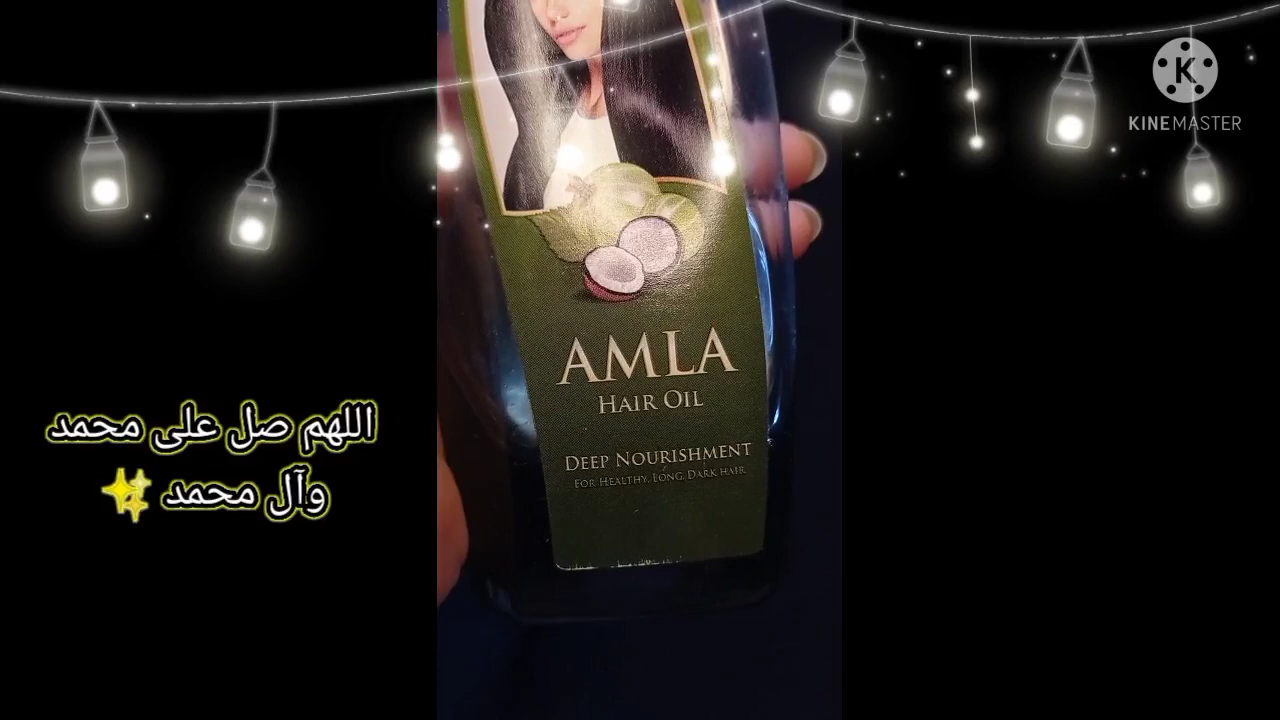 KINEMASTER
اللهم صل على محمد
وآل محمد ✨
AMLA
HAIR OIL
DEEP NOURISHMENT
FOR HEALTHY, LONG, DARK HAIR